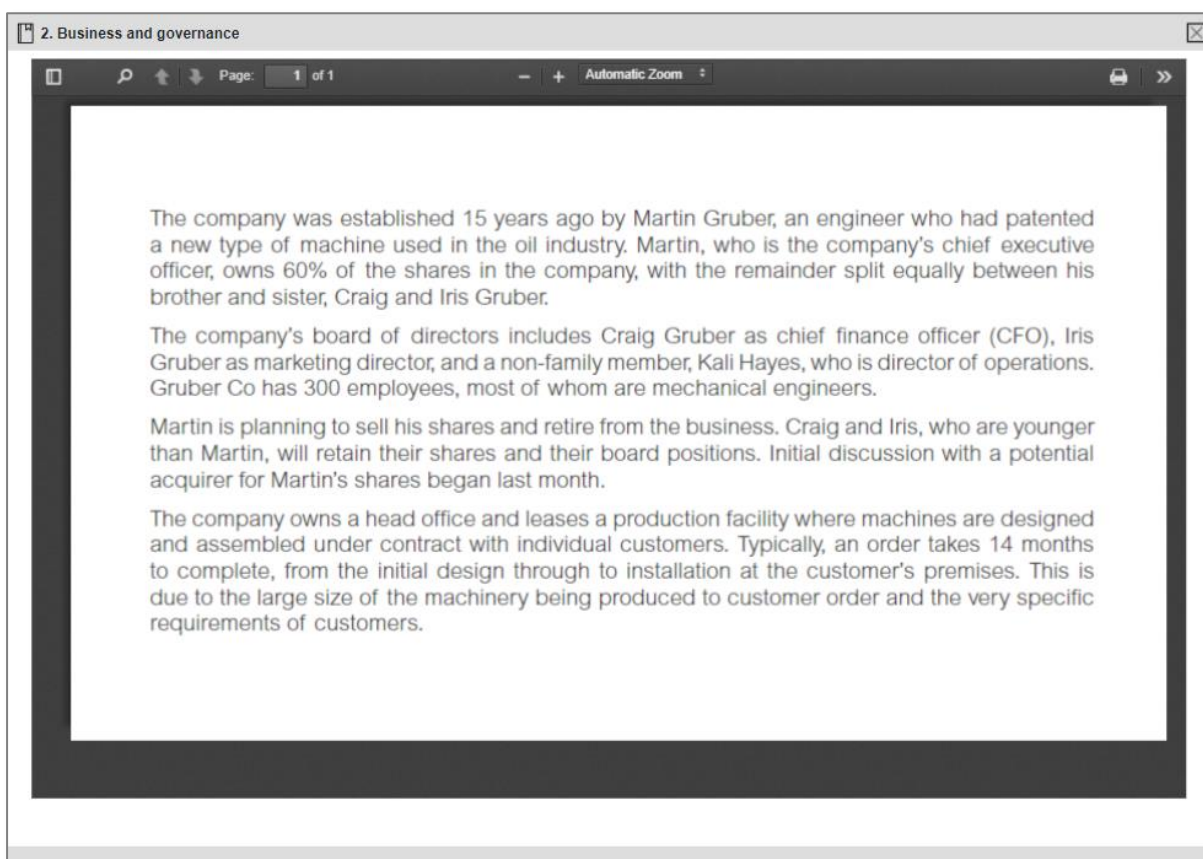 2. Business and governance
Page: 1 of 1 Automatic Zoom
The company was established 15 years ago by Martin Gruber, an engineer who had patented
a new type of machine used in the oil industry. Martin, who is the company's chief executive
officer, owns 60% of the shares in the company, with the remainder split equally between his
brother and sister, Craig and Iris Gruber.
The company's board of directors includes Craig Gruber as chief finance officer (CFO), Iris
Gruber as marketing director, and a non-family member, Kali Hayes, who is director of operations.
Gruber Co has 300 employees, most of whom are mechanical engineers.
Martin is planning to sell his shares and retire from the business. Craig and Iris, who are younger
than Martin, will retain their shares and their board positions. Initial discussion with a potential
acquirer for Martin's shares began last month.
The company owns a head office and leases a production facility where machines are designed
and assembled under contract with individual customers. Typically, an order takes 14 months
to complete, from the initial design through to installation at the customer's premises. This is
due to the large size of the machinery being produced to customer order and the very specific
requirements of customers.